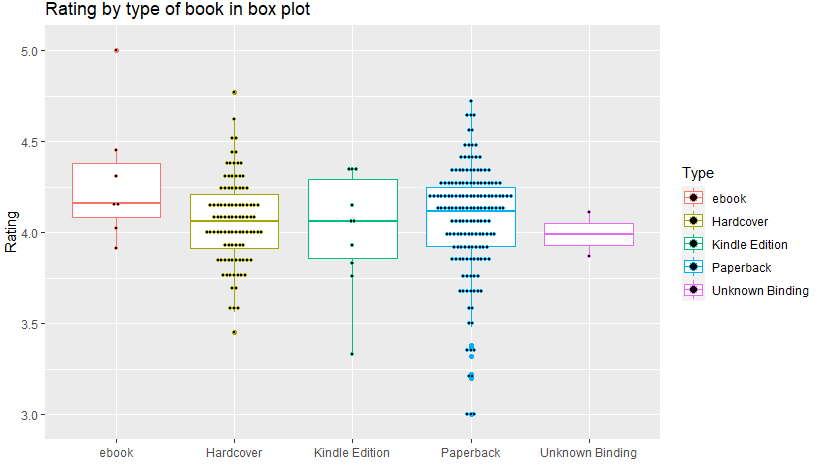 Rating by type of book in box plot
5.0
4.5
4.0
3.5
3.0
Rating
ebook
Hardcover
Kindle Edition
Paperback
Unknown Binding
Type
ebook
Hardcover
Kindle Edition
Paperback
Unknown Binding